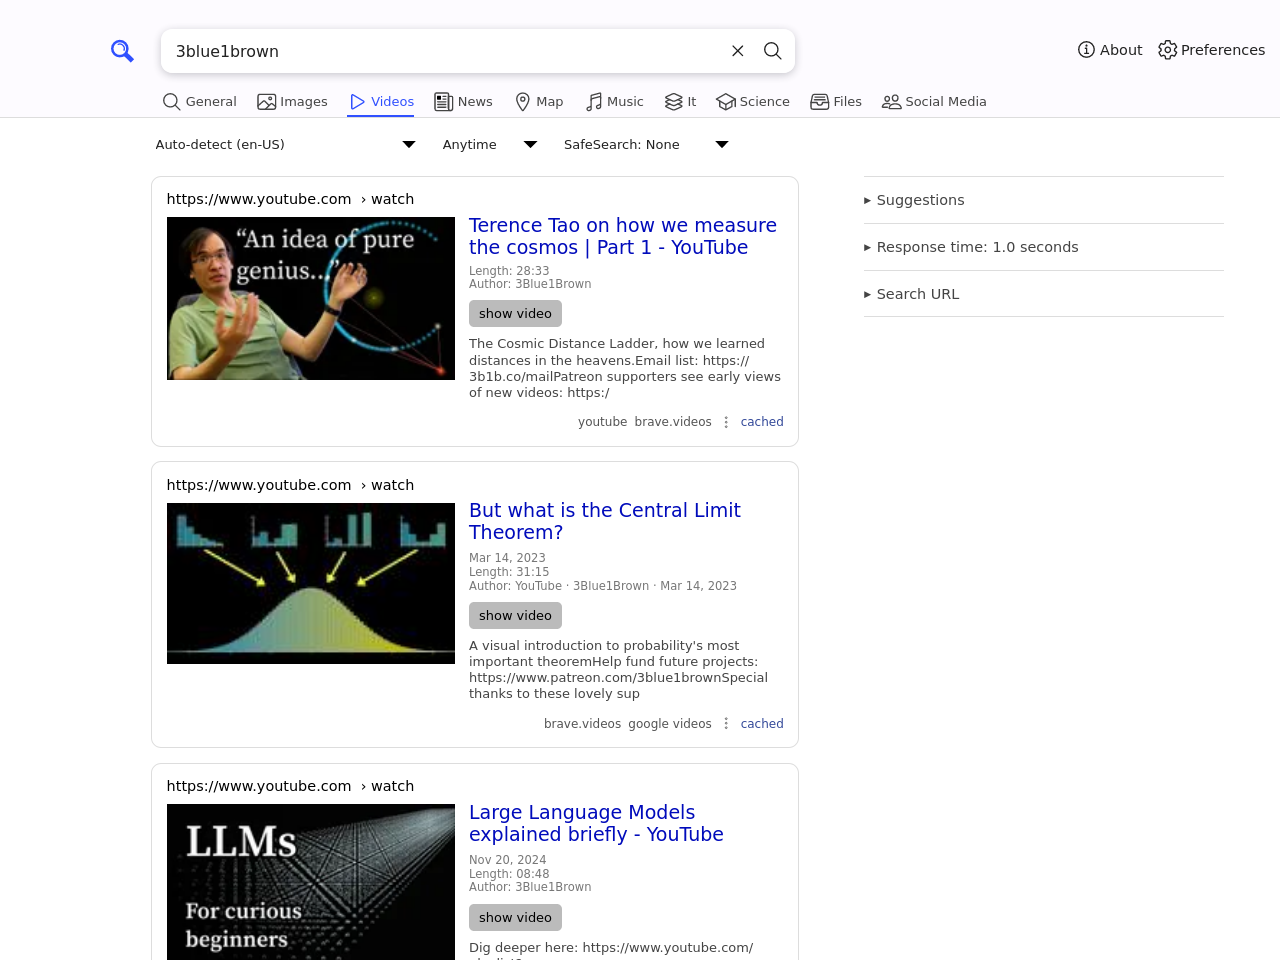 3blue1brown
About
Preferences
General
Images
Videos
News
Map
Music
It
Science
Files
Social Media
Auto-detect (en-US)
Anytime
SafeSearch: None
https://www.youtube.com › watch
“An idea of pure
genius...”
Terence Tao on how we measure
the cosmos | Part 1 - YouTube
Length: 28:33
Author: 3Blue1Brown
show video
The Cosmic Distance Ladder, how we learned
distances in the heavens.Email list: https://
3b1b.co/mailPatreon supporters see early views
of new videos: https:/
youtube brave.videos ⋮ cached
https://www.youtube.com › watch
But what is the Central Limit
Theorem?
Mar 14, 2023
Length: 31:15
Author: YouTube · 3Blue1Brown · Mar 14, 2023
show video
A visual introduction to probability's most
important theoremHelp fund future projects:
https://www.patreon.com/3blue1brownSpecial
thanks to these lovely sup
brave.videos google videos ⋮ cached
https://www.youtube.com › watch
LLMs
For curious
beginners
Large Language Models
explained briefly - YouTube
Nov 20, 2024
Length: 08:48
Author: 3Blue1Brown
show video
Dig deeper here: https://www.youtube.com/
Suggestions
Response time: 1.0 seconds
Search URL